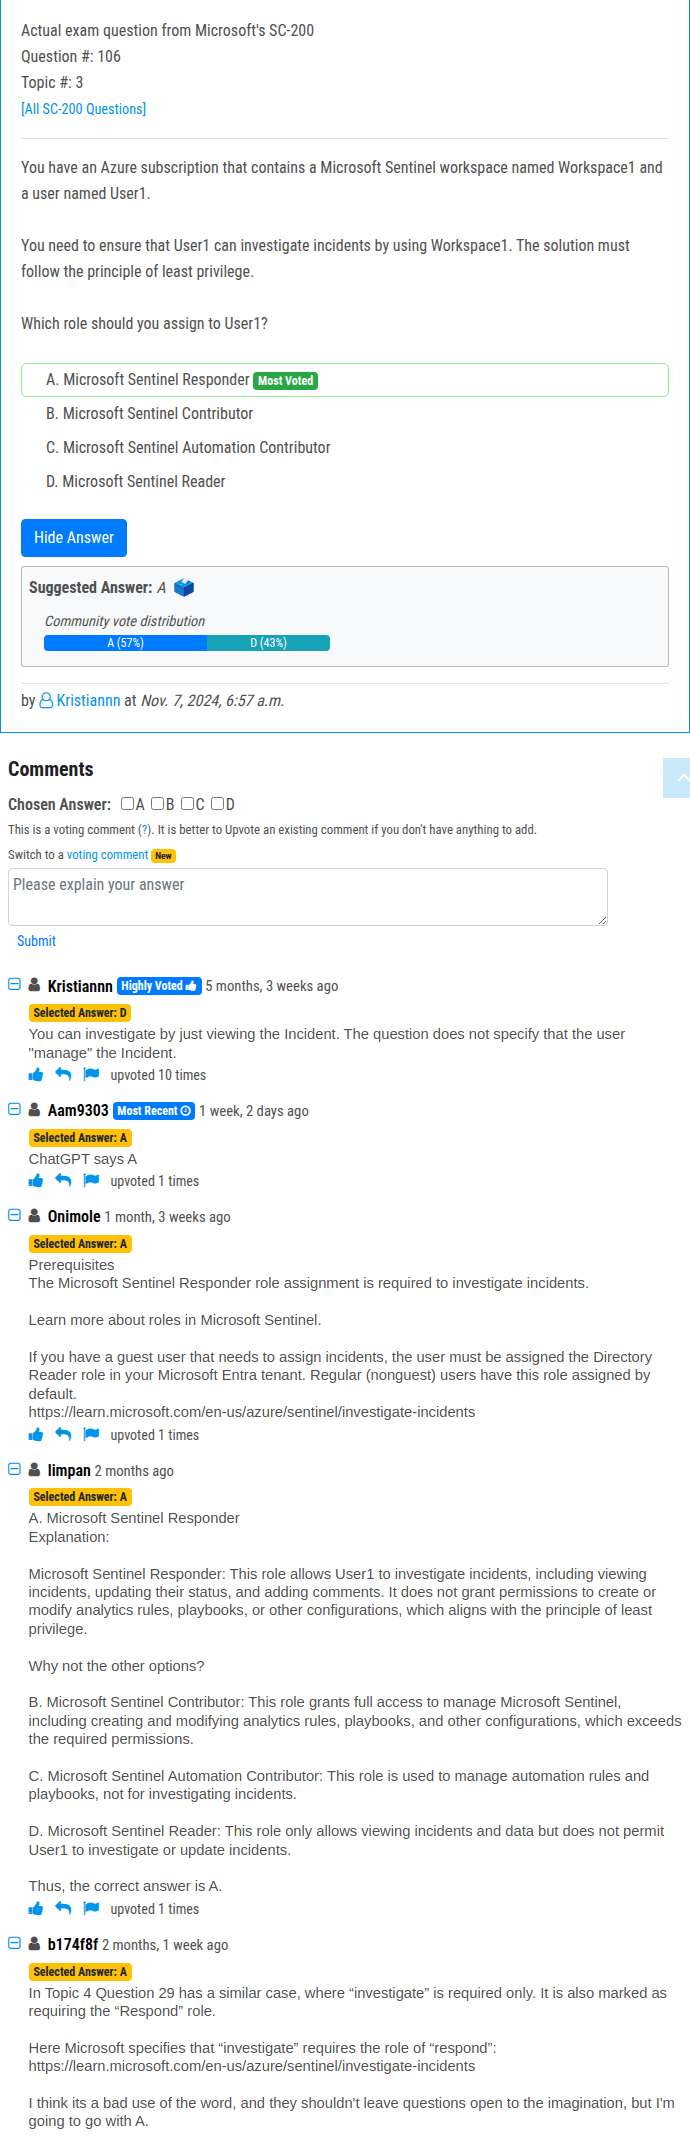 Actual exam question from Microsoft's SC-200
Question #: 106
Topic #: 3
[All SC-200 Questions]
You have an Azure subscription that contains a Microsoft Sentinel workspace named Workspace1 and
a user named User1.
You need to ensure that User1 can investigate incidents by using Workspace1. The solution must
follow the principle of least privilege.
Which role should you assign to User1?
A. Microsoft Sentinel Responder Most Voted
B. Microsoft Sentinel Contributor
C. Microsoft Sentinel Automation Contributor
D. Microsoft Sentinel Reader
Hide Answer
Suggested Answer: A
Community vote distribution
A (57%) D (43%)
by Kristiannn at Nov. 7, 2024, 6:57 a.m.
Comments
Chosen Answer: A B C D
This is a voting comment (?). It is better to Upvote an existing comment if you don't have anything to add.
Switch to a voting comment New
Please explain your answer
Submit
Kristiannn Highly Voted 5 months, 3 weeks ago
Selected Answer: D
You can investigate by just viewing the Incident. The question does not specify that the user
"manage" the Incident.
upvoted 10 times
Aam9303 Most Recent 1 week, 2 days ago
Selected Answer: A
ChatGPT says A
upvoted 1 times
Onimole 1 month, 3 weeks ago
Selected Answer: A
Prerequisites
The Microsoft Sentinel Responder role assignment is required to investigate incidents.
Learn more about roles in Microsoft Sentinel.
If you have a guest user that needs to assign incidents, the user must be assigned the Directory
Reader role in your Microsoft Entra tenant. Regular (nonguest) users have this role assigned by
default.
https://learn.microsoft.com/en-us/azure/sentinel/investigate-incidents
upvoted 1 times
limpan 2 months ago
Selected Answer: A
A. Microsoft Sentinel Responder
Explanation:
Microsoft Sentinel Responder: This role allows User1 to investigate incidents, including viewing
incidents, updating their status, and adding comments. It does not grant permissions to create or
modify analytics rules, playbooks, or other configurations, which aligns with the principle of least
privilege.
Why not the other options?
B. Microsoft Sentinel Contributor: This role grants full access to manage Microsoft Sentinel,
including creating and modifying analytics rules, playbooks, and other configurations, which exceeds
the required permissions.
C. Microsoft Sentinel Automation Contributor: This role is used to manage automation rules and
playbooks, not for investigating incidents.
D. Microsoft Sentinel Reader: This role only allows viewing incidents and data but does not permit
User1 to investigate or update incidents.
Thus, the correct answer is A.
upvoted 1 times
b174f8f 2 months, 1 week ago
Selected Answer: A
In Topic 4 Question 29 has a similar case, where “investigate” is required only. It is also marked as
requiring the “Respond” role.
Here Microsoft specifies that “investigate” requires the role of “respond”:
https://learn.microsoft.com/en-us/azure/sentinel/investigate-incidents
I think its a bad use of the word, and they shouldn't leave questions open to the imagination, but I'm
going to go with A.